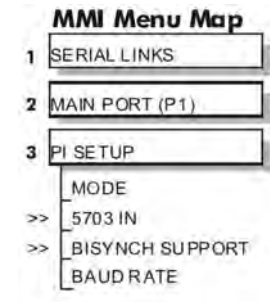 MMI Menu Map
1 SERIAL LINKS
2 MAIN PORT (P1)
3 PI SETUP
MODE
>> 5703 IN
>> BISYNCH SUPPORT
BAUD RATE